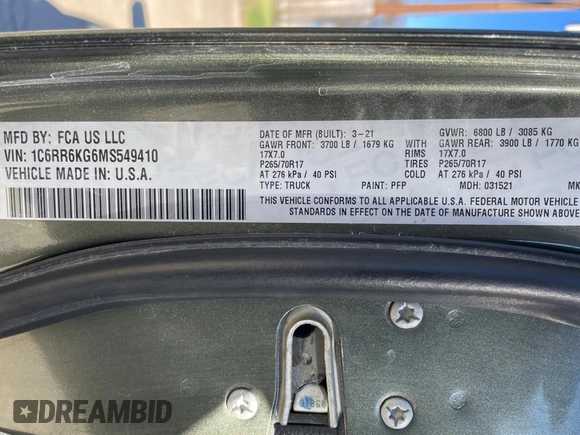 MFD BY: FCA US LLC
VIN: 1C6RR6KG6MS549410
VEHICLE MADE IN U.S.A.
DATE OF MFR (BUILT): 3-21
GAWR FRONT: 3700 LB / 1679 KG
17X7.0
P265/70R17
AT 276 kPa / 40 PSI
TYPE: TRUCK
WITH
RIMS
TIRES
GVWR: 6800 LB / 3085 KG
GAWR REAR: 3900 LB / 1770 KG
17X7.0
P265/70R17
AT 276 kPa / 40 PSI
PAINT: PFP
MDH: 031521
THIS VEHICLE CONFORMS TO ALL APPLICABLE U.S.A. FEDERAL MOTOR VEHICLE
STANDARDS IN EFFECT ON THE DATE OF MANUFACTURE SHOWN ABOVE
DREAMBID